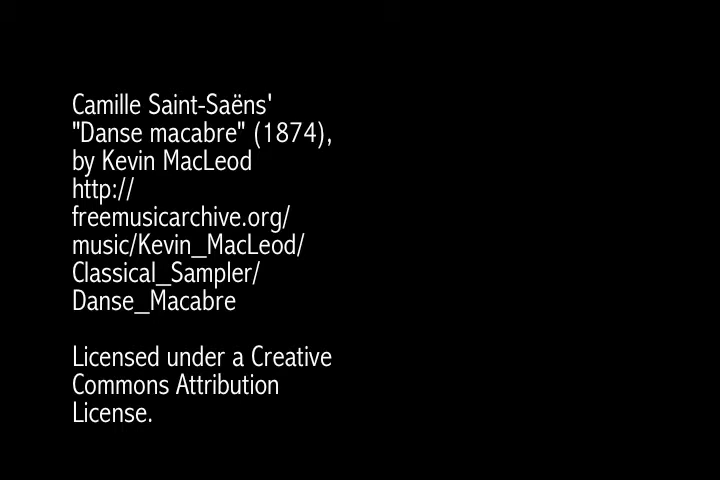 Camille Saint-Saëns'
"Danse macabre" (1874),
by Kevin MacLeod
http://
freemusicarchive.org/
music/Kevin_MacLeod/
Classical_Sampler/
Danse_Macabre
Licensed under a Creative
Commons Attribution
License.